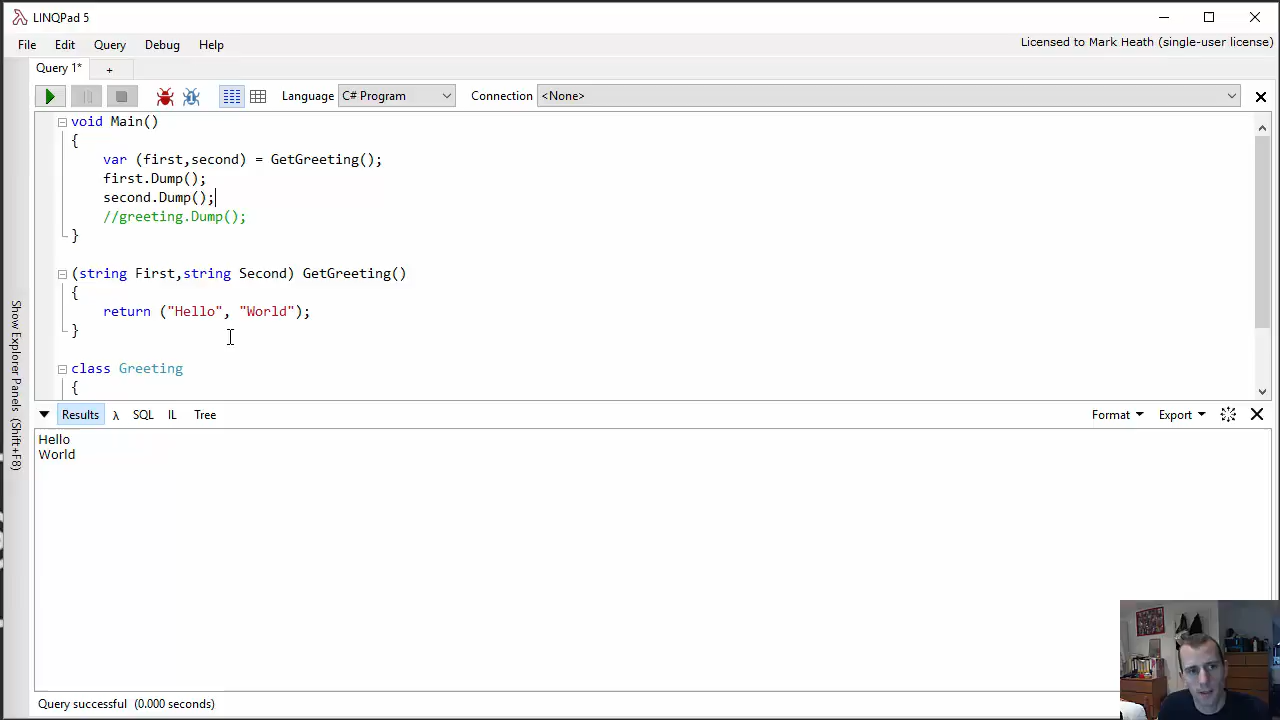 LINQPad 5
File Edit Query Debug Help
Licensed to Mark Heath (single-user license)
Query 1* +
Language C# Program Connection <None>
void Main()
{
var (first,second) = GetGreeting();
first.Dump();
second.Dump();
//greeting.Dump();
}
(string First,string Second) GetGreeting()
{
return ("Hello", "World");
}
class Greeting
{
Show Explorer Panels (Shift+F8)
Results λ SQL IL Tree
Format Export
Hello
World
Query successful (0.000 seconds)